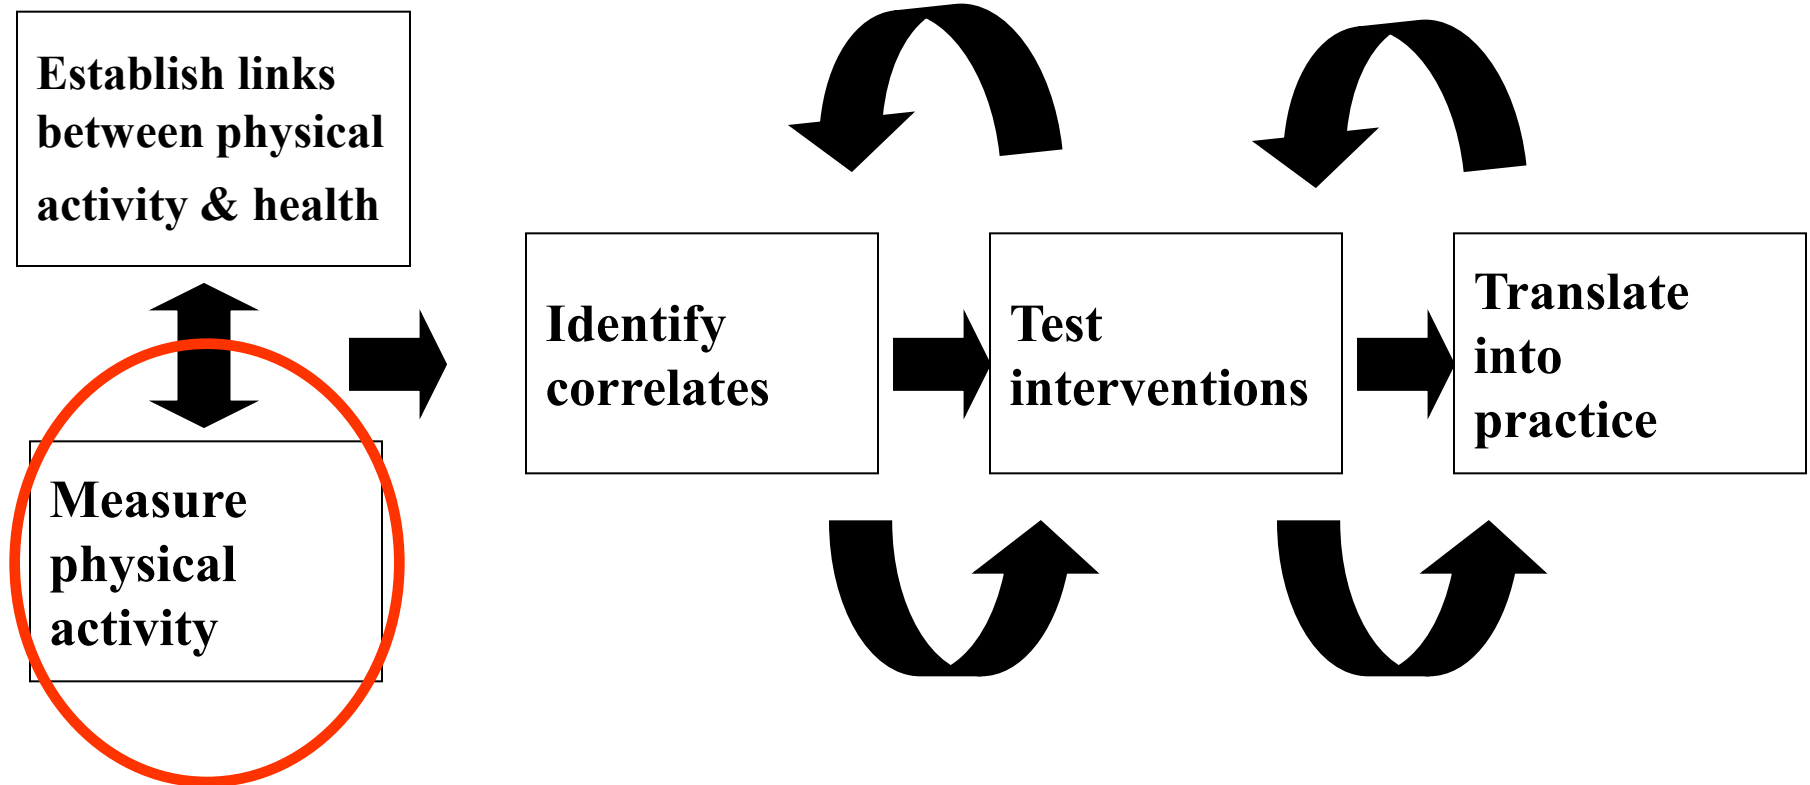 Establish links
between physical
activity & health
Measure
physical
activity
Identify
correlates
Test
interventions
Translate
into
practice